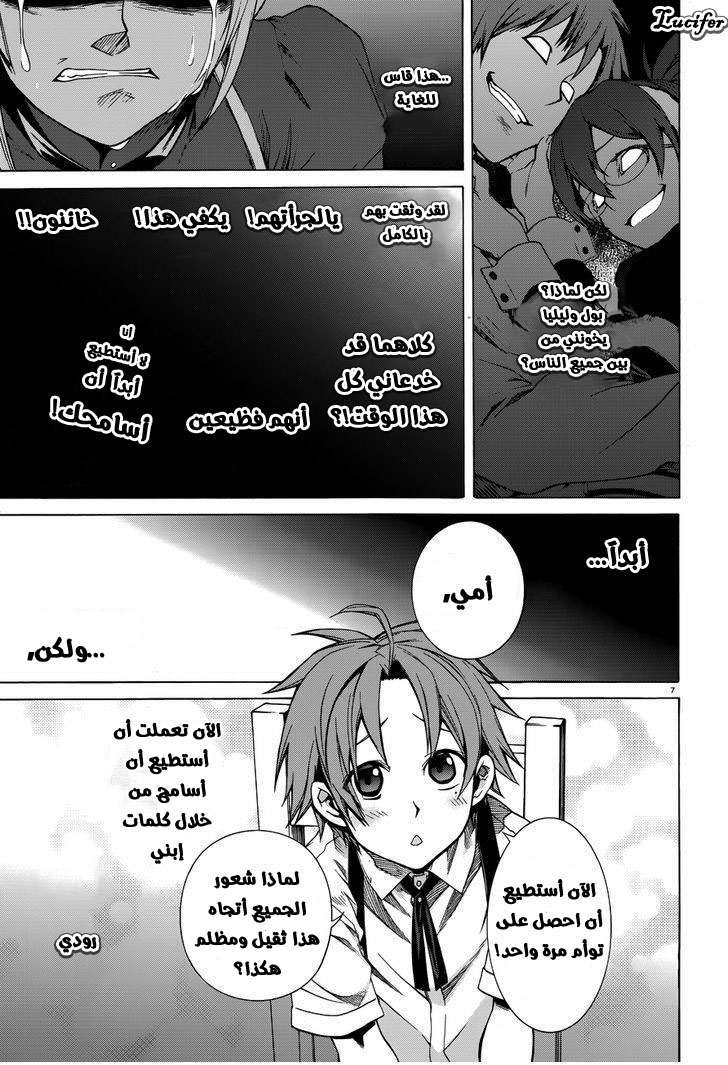 Lucifer
لكن لماذا؟
بول وليليا
يخونني من
بين جميع الناس؟
...هذا قاس
للغاية
لقد وثقت بهم
بالكامل
يالجرأتهم!
يكفي هذا!
خائنون!!
كلاهما قد
خدعاني كل
هذا الوقت!؟
أنهم فظيعين
أنا
لا أستطيع
أبداً أن
أسامحك!
أبداً...
أمي,
...ولكن,
7
الآن أستطيع
أن احصل على
توأم مرة واحد!
الآن تعملت أن
أستطيع أن
أسامح من
خلال كلمات
إبني
لماذا شعور
الجميع أتجاه
هذا ثقيل ومظلم
هكذا؟
رودي